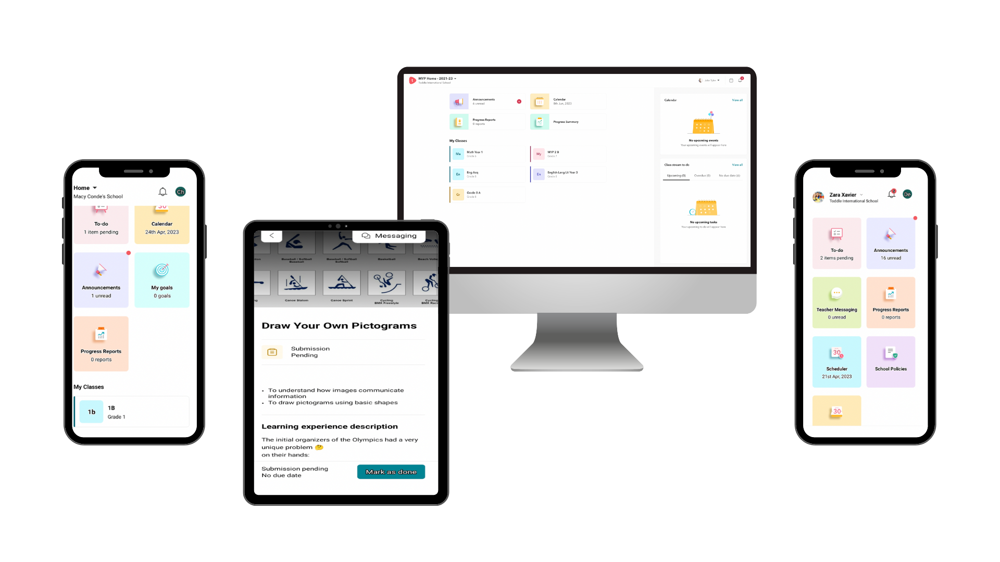 Home
Macy Conde's School
Ch
30
To-do
1 item pending
Calendar
24th Apr, 2023
Announcements
1 unread
My goals
0 goals
Progress Reports
0 reports
My Classes
1b
1B
Grade 1
Messaging
Baseball / Softball
Baseball
Baseball / Softball
Softball
Basketball
Beach Volle
Canoe Slalom
Canoe Sprint
Cycling
BMX Freestyle
Cycling
BMX Raci
Draw Your Own Pictograms
Submission
Pending
• To understand how images communicate
information
• To draw pictograms using basic shapes
Learning experience description
The initial organizers of the Olympics had a very
unique problem 🤔
on their hands:
Submission pending
No due date
Mark as done
t
MYP Home - 2021-23
Toddle International School
Jake Tyler
Announcements
6 unread
Calendar
8th Jun, 2023
Progress Reports
0 reports
Progress Summary
My Classes
Ma
Math Year 1
Grade 6
My
MYP 2 B
Grade 7
En
Eng Acq
Grade 8
En
English Lang Lit Year 3
Grade 8
Gr
Grade 8 A
Grade 8
Calendar
View all
No upcoming events
Your upcoming events will appear here
Class stream to-do
View all
Upcoming (0)
Overdue (0)
No due date (6)
No upcoming tasks
Your upcoming to-do will appear here
Zara Xavier
Toddle International School
De
To-do
2 items pending
Announcements
16 unread
Teacher Messaging
0 unread
Progress Reports
0 reports
30
Scheduler
21st Apr, 2023
School Policies
30